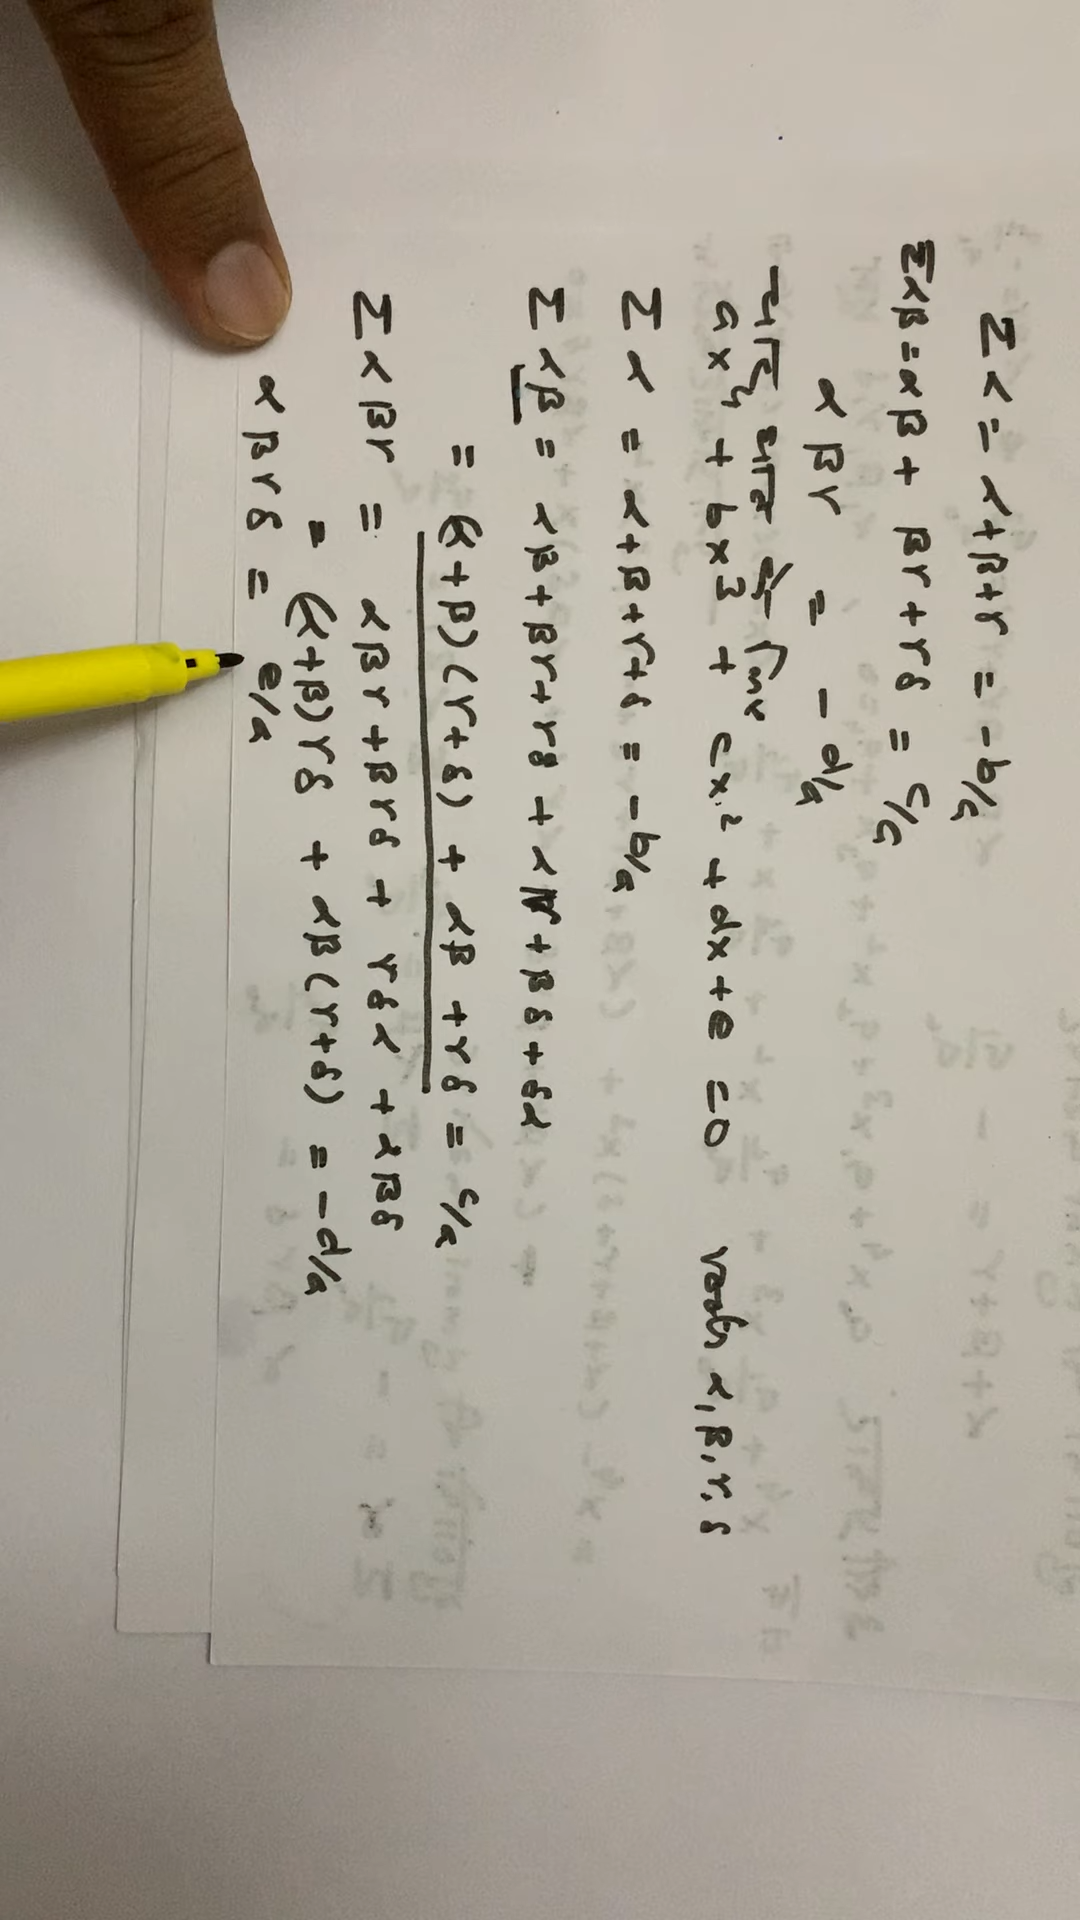 Σα = α+β+γ = -b/a
Σαβ = αβ + βγ + γδ = c/a
αβγ = - d/a
यदि चार
ax⁴ + bx³ + cx² + dx + e = 0 roots α, β, γ, δ
Σα = α+β+γ+δ = -b/a
Σαβ = αβ + βγ + γδ + αγ + βδ + δα
= (α+β)(γ+δ) + αβ + γδ = c/a
Σαβγ = αβγ + βγδ + γδα + αβδ
= (α+β)γδ + αβ(γ+δ) = -d/a
αβγδ = e/a